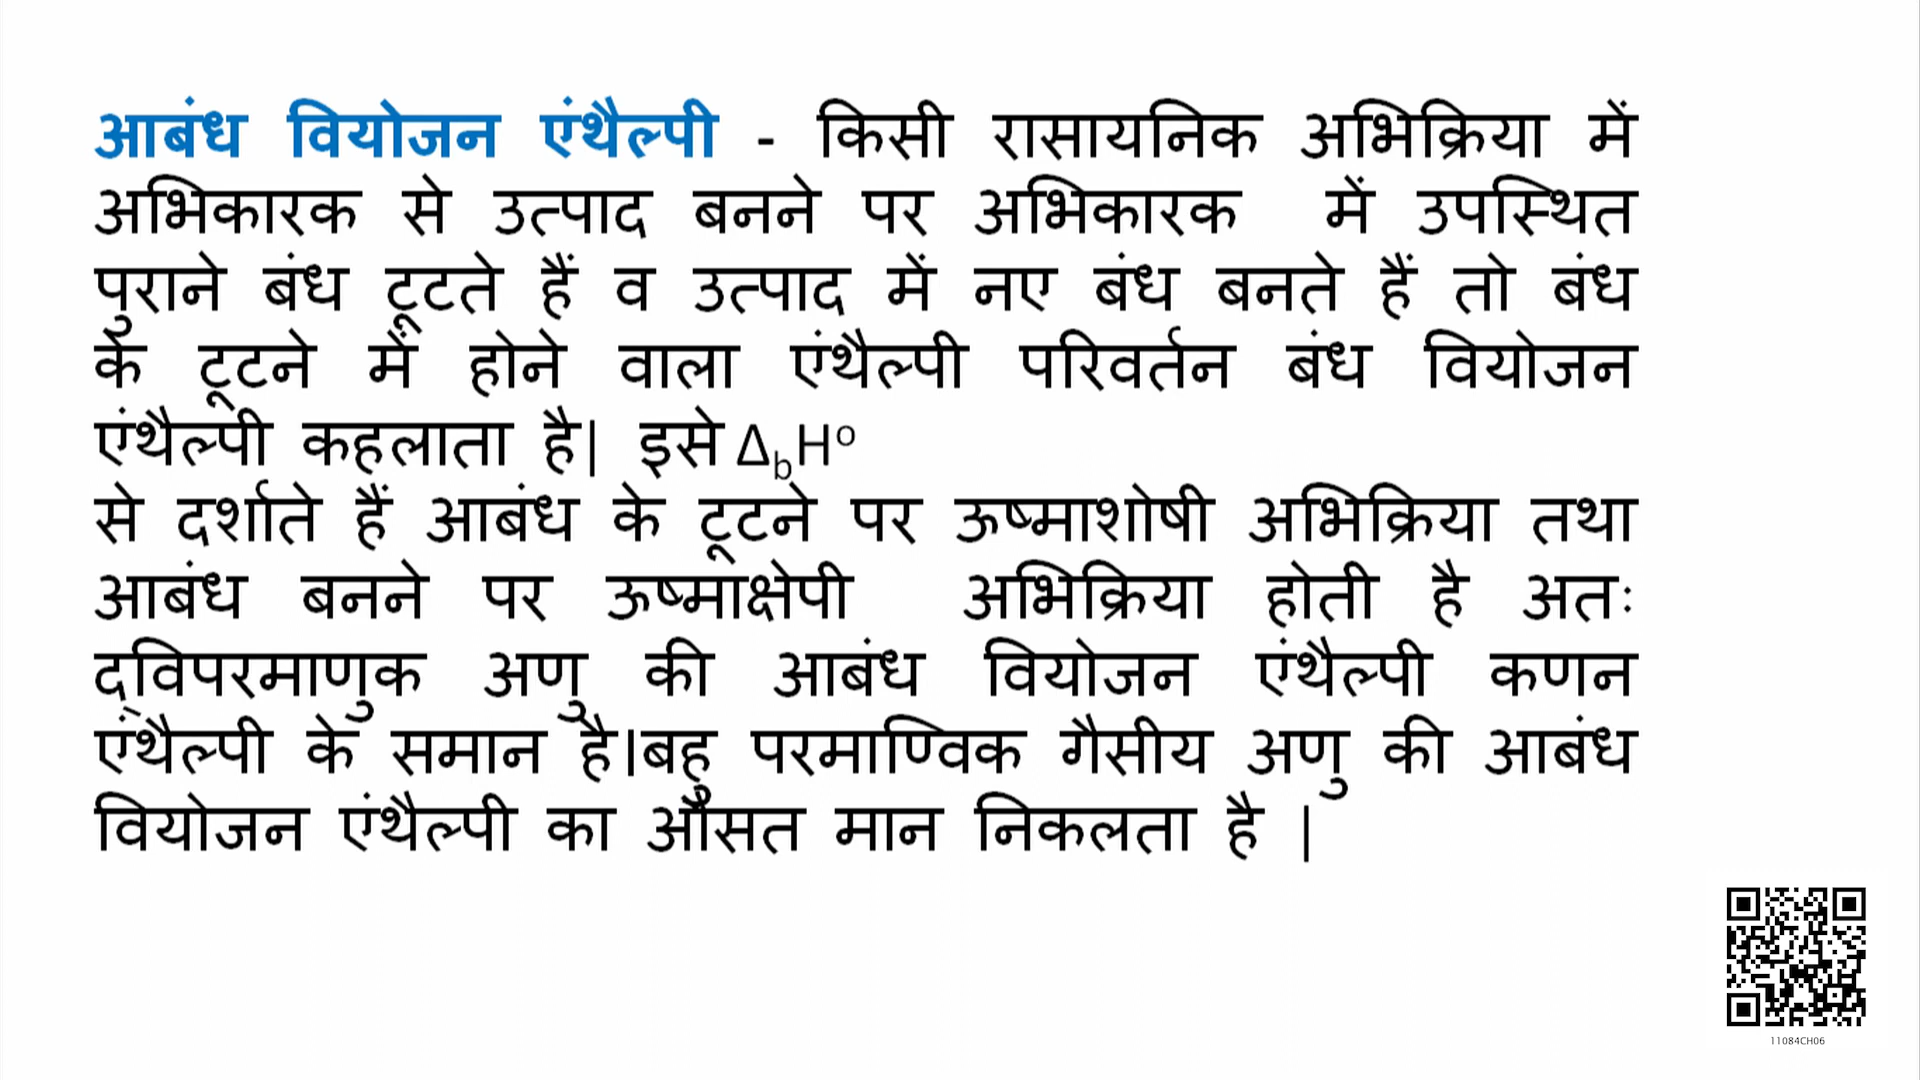 आबंध वियोजन एंथैल्पी - किसी रासायनिक अभिक्रिया में
अभिकारक से उत्पाद बनने पर अभिकारक में उपस्थित
पुराने बंध टूटते हैं व उत्पाद में नए बंध बनते हैं तो बंध
के टूटने में होने वाला एंथैल्पी परिवर्तन बंध वियोजन
एंथैल्पी कहलाता है| इसे ΔbHº
से दर्शाते हैं आबंध के टूटने पर ऊष्माशोषी अभिक्रिया तथा
आबंध बनने पर ऊष्माक्षेपी अभिक्रिया होती है अतः
द्विपरमाणुक अणु की आबंध वियोजन एंथैल्पी कणन
एंथैल्पी के समान है।बहु परमाण्विक गैसीय अणु की आबंध
वियोजन एंथैल्पी का औसत मान निकलता है |
11084CH06